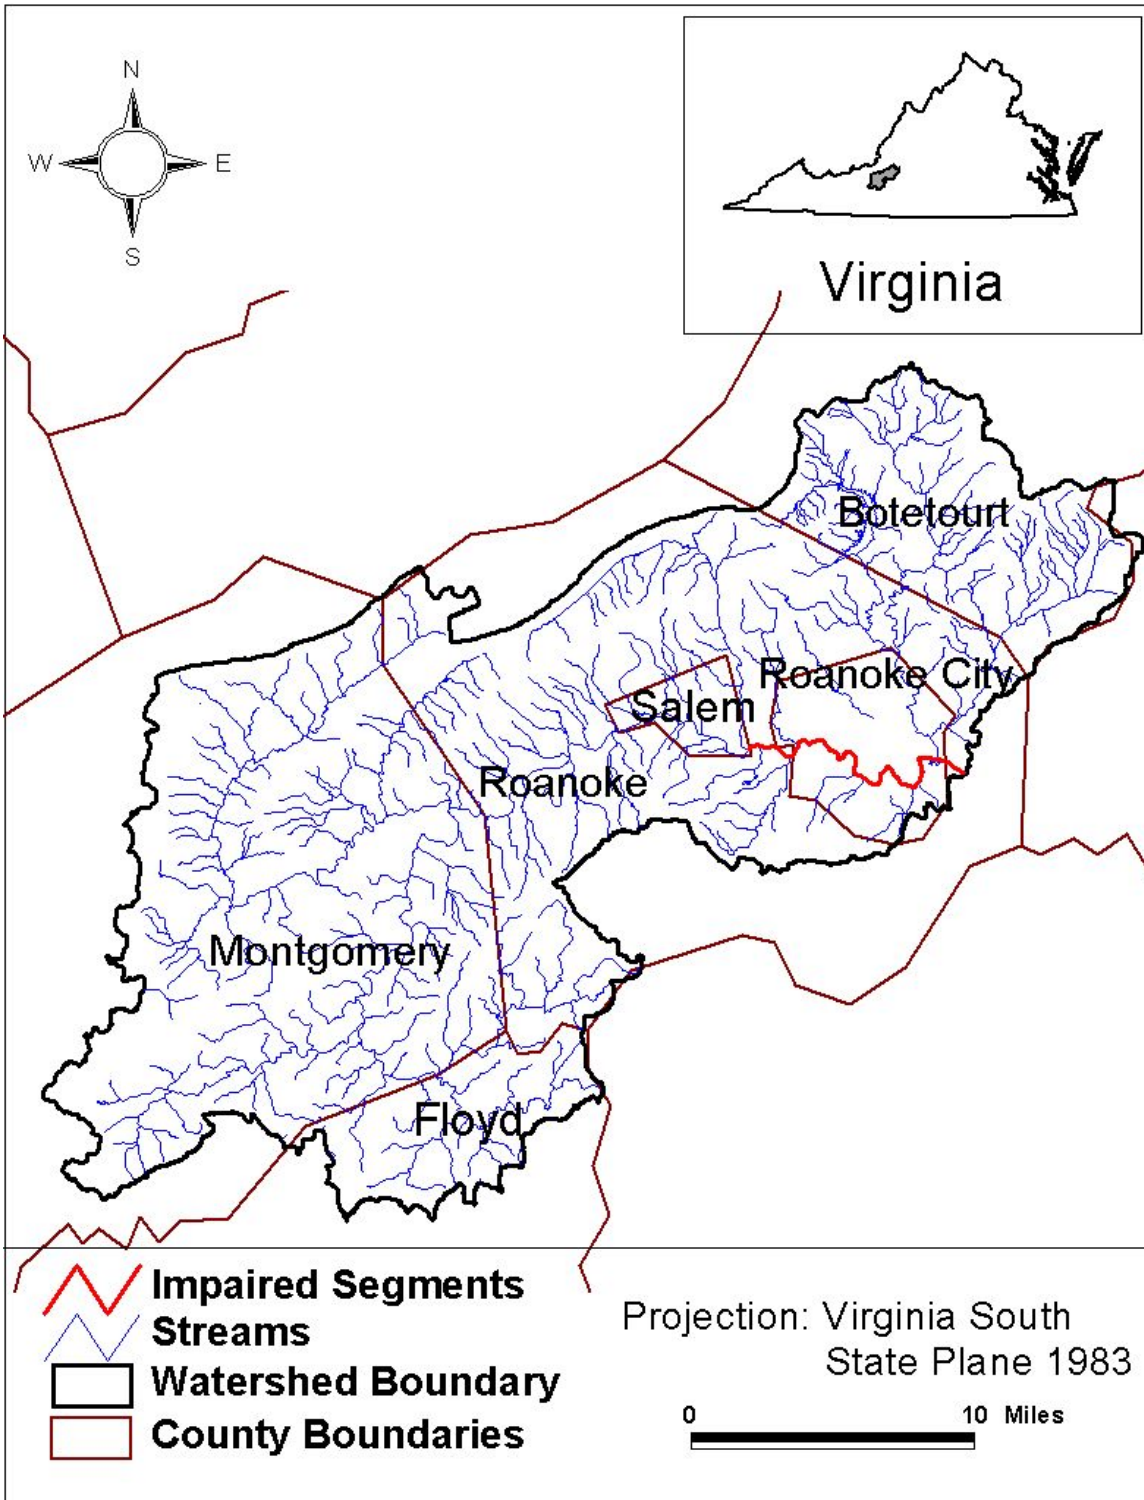 N
W E
S
Virginia
Botetourt
Roanoke City
Salem
Roanoke
Montgomery
Floyd
Impaired Segments
Streams
Watershed Boundary
County Boundaries
Projection: Virginia South
State Plane 1983
0 10 Miles